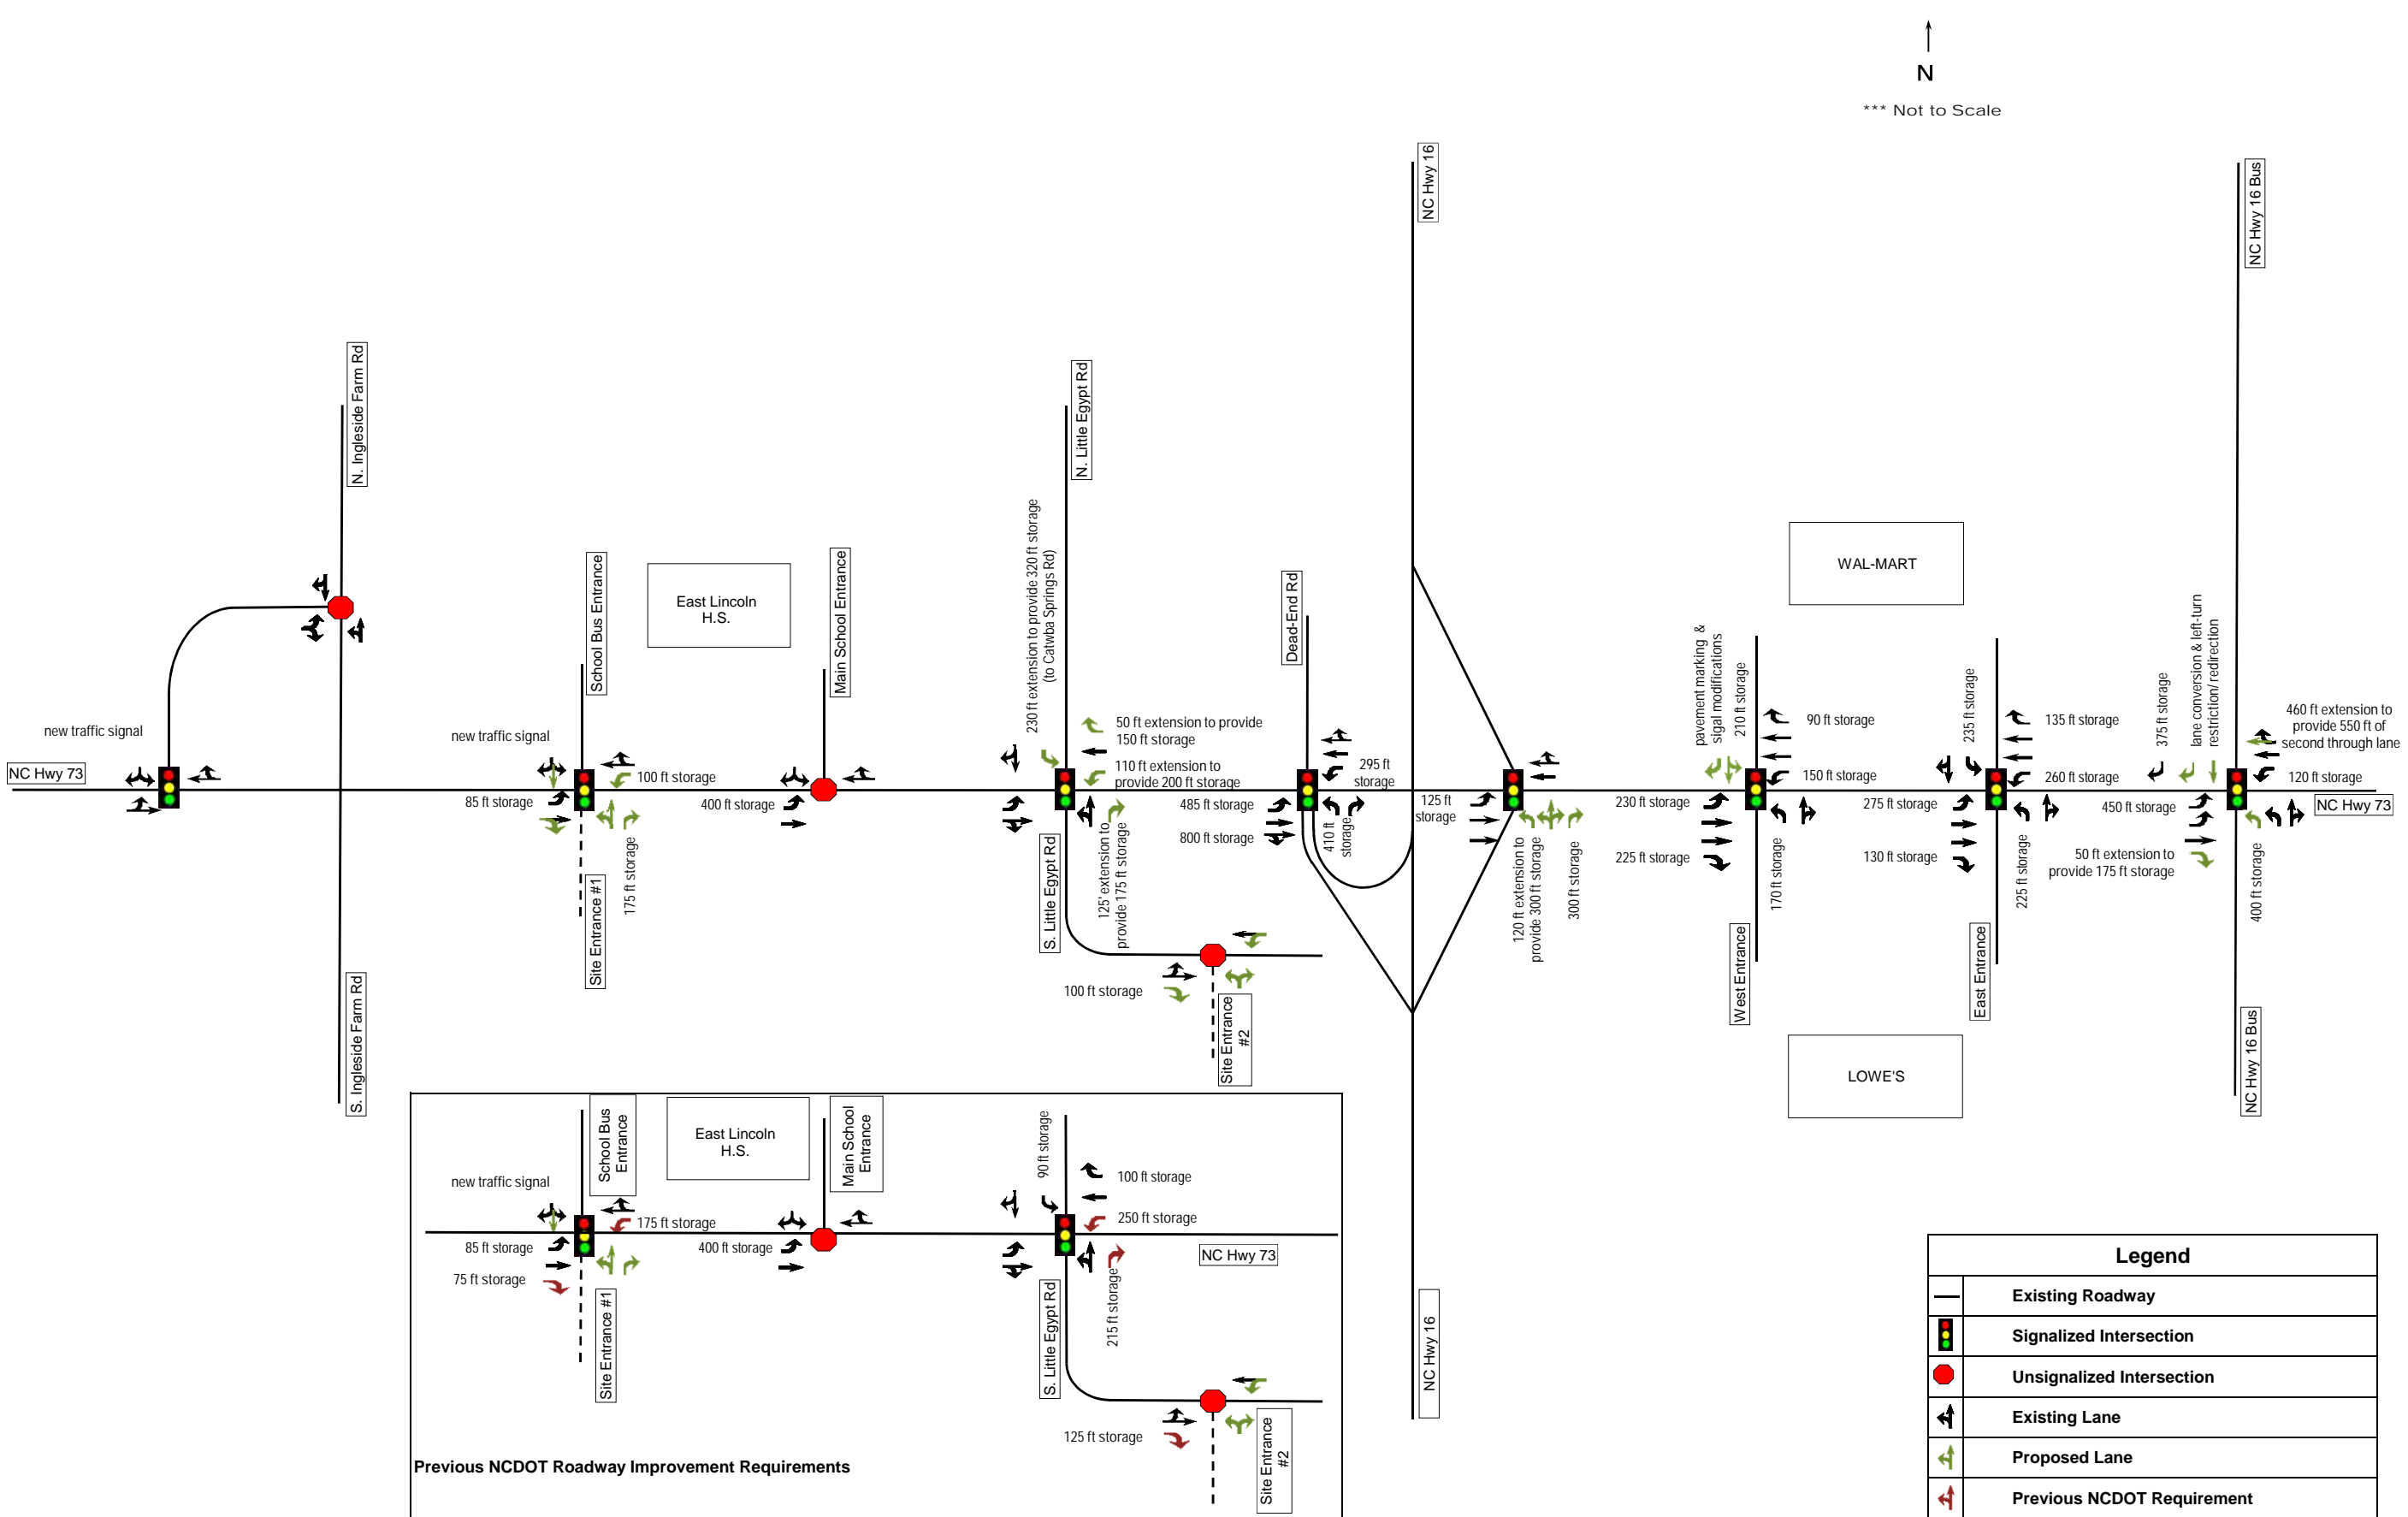 N
*** Not to Scale
NC Hwy 16
NC Hwy 16 Bus
N. Ingleside Farm Rd
N. Little Egypt Rd
School Bus Entrance
East Lincoln
H.S.
Main School Entrance
230 ft extension to provide 320 ft storage
(to Catwba Springs Rd)
Dead-End Rd
WAL-MART
pavement marking &
sigal modifications
210 ft storage
235 ft storage
375 ft storage
lane conversion & left-turn
restriction/ redirection
new traffic signal
new traffic signal
50 ft extension to provide
150 ft storage
90 ft storage
135 ft storage
460 ft extension to
provide 550 ft of
second through lane
NC Hwy 73
100 ft storage
110 ft extension to
provide 200 ft storage
295 ft
storage
150 ft storage
260 ft storage
120 ft storage
85 ft storage
400 ft storage
485 ft storage
125 ft
storage
230 ft storage
275 ft storage
450 ft storage
NC Hwy 73
800 ft storage
410 ft
storage
225 ft storage
130 ft storage
50 ft extension to
provide 175 ft storage
Site Entrance #1
175 ft storage
S. Little Egypt Rd
125' extension to
provide 175 ft storage
120 ft extension to
provide 300 ft storage
300 ft storage
170 ft storage
225 ft storage
400 ft storage
West Entrance
East Entrance
100 ft storage
Site Entrance
#2
S. Ingleside Farm Rd
LOWE'S
NC Hwy 16 Bus
School Bus
Entrance
East Lincoln
H.S.
Main School
Entrance
90 ft storage
new traffic signal
100 ft storage
175 ft storage
250 ft storage
85 ft storage
400 ft storage
NC Hwy 73
75 ft storage
Site Entrance #1
S. Little Egypt Rd
215 ft storage
NC Hwy 16
125 ft storage
Site Entrance
#2
Previous NCDOT Roadway Improvement Requirements
Legend
Existing Roadway
Signalized Intersection
Unsignalized Intersection
Existing Lane
Proposed Lane
Previous NCDOT Requirement